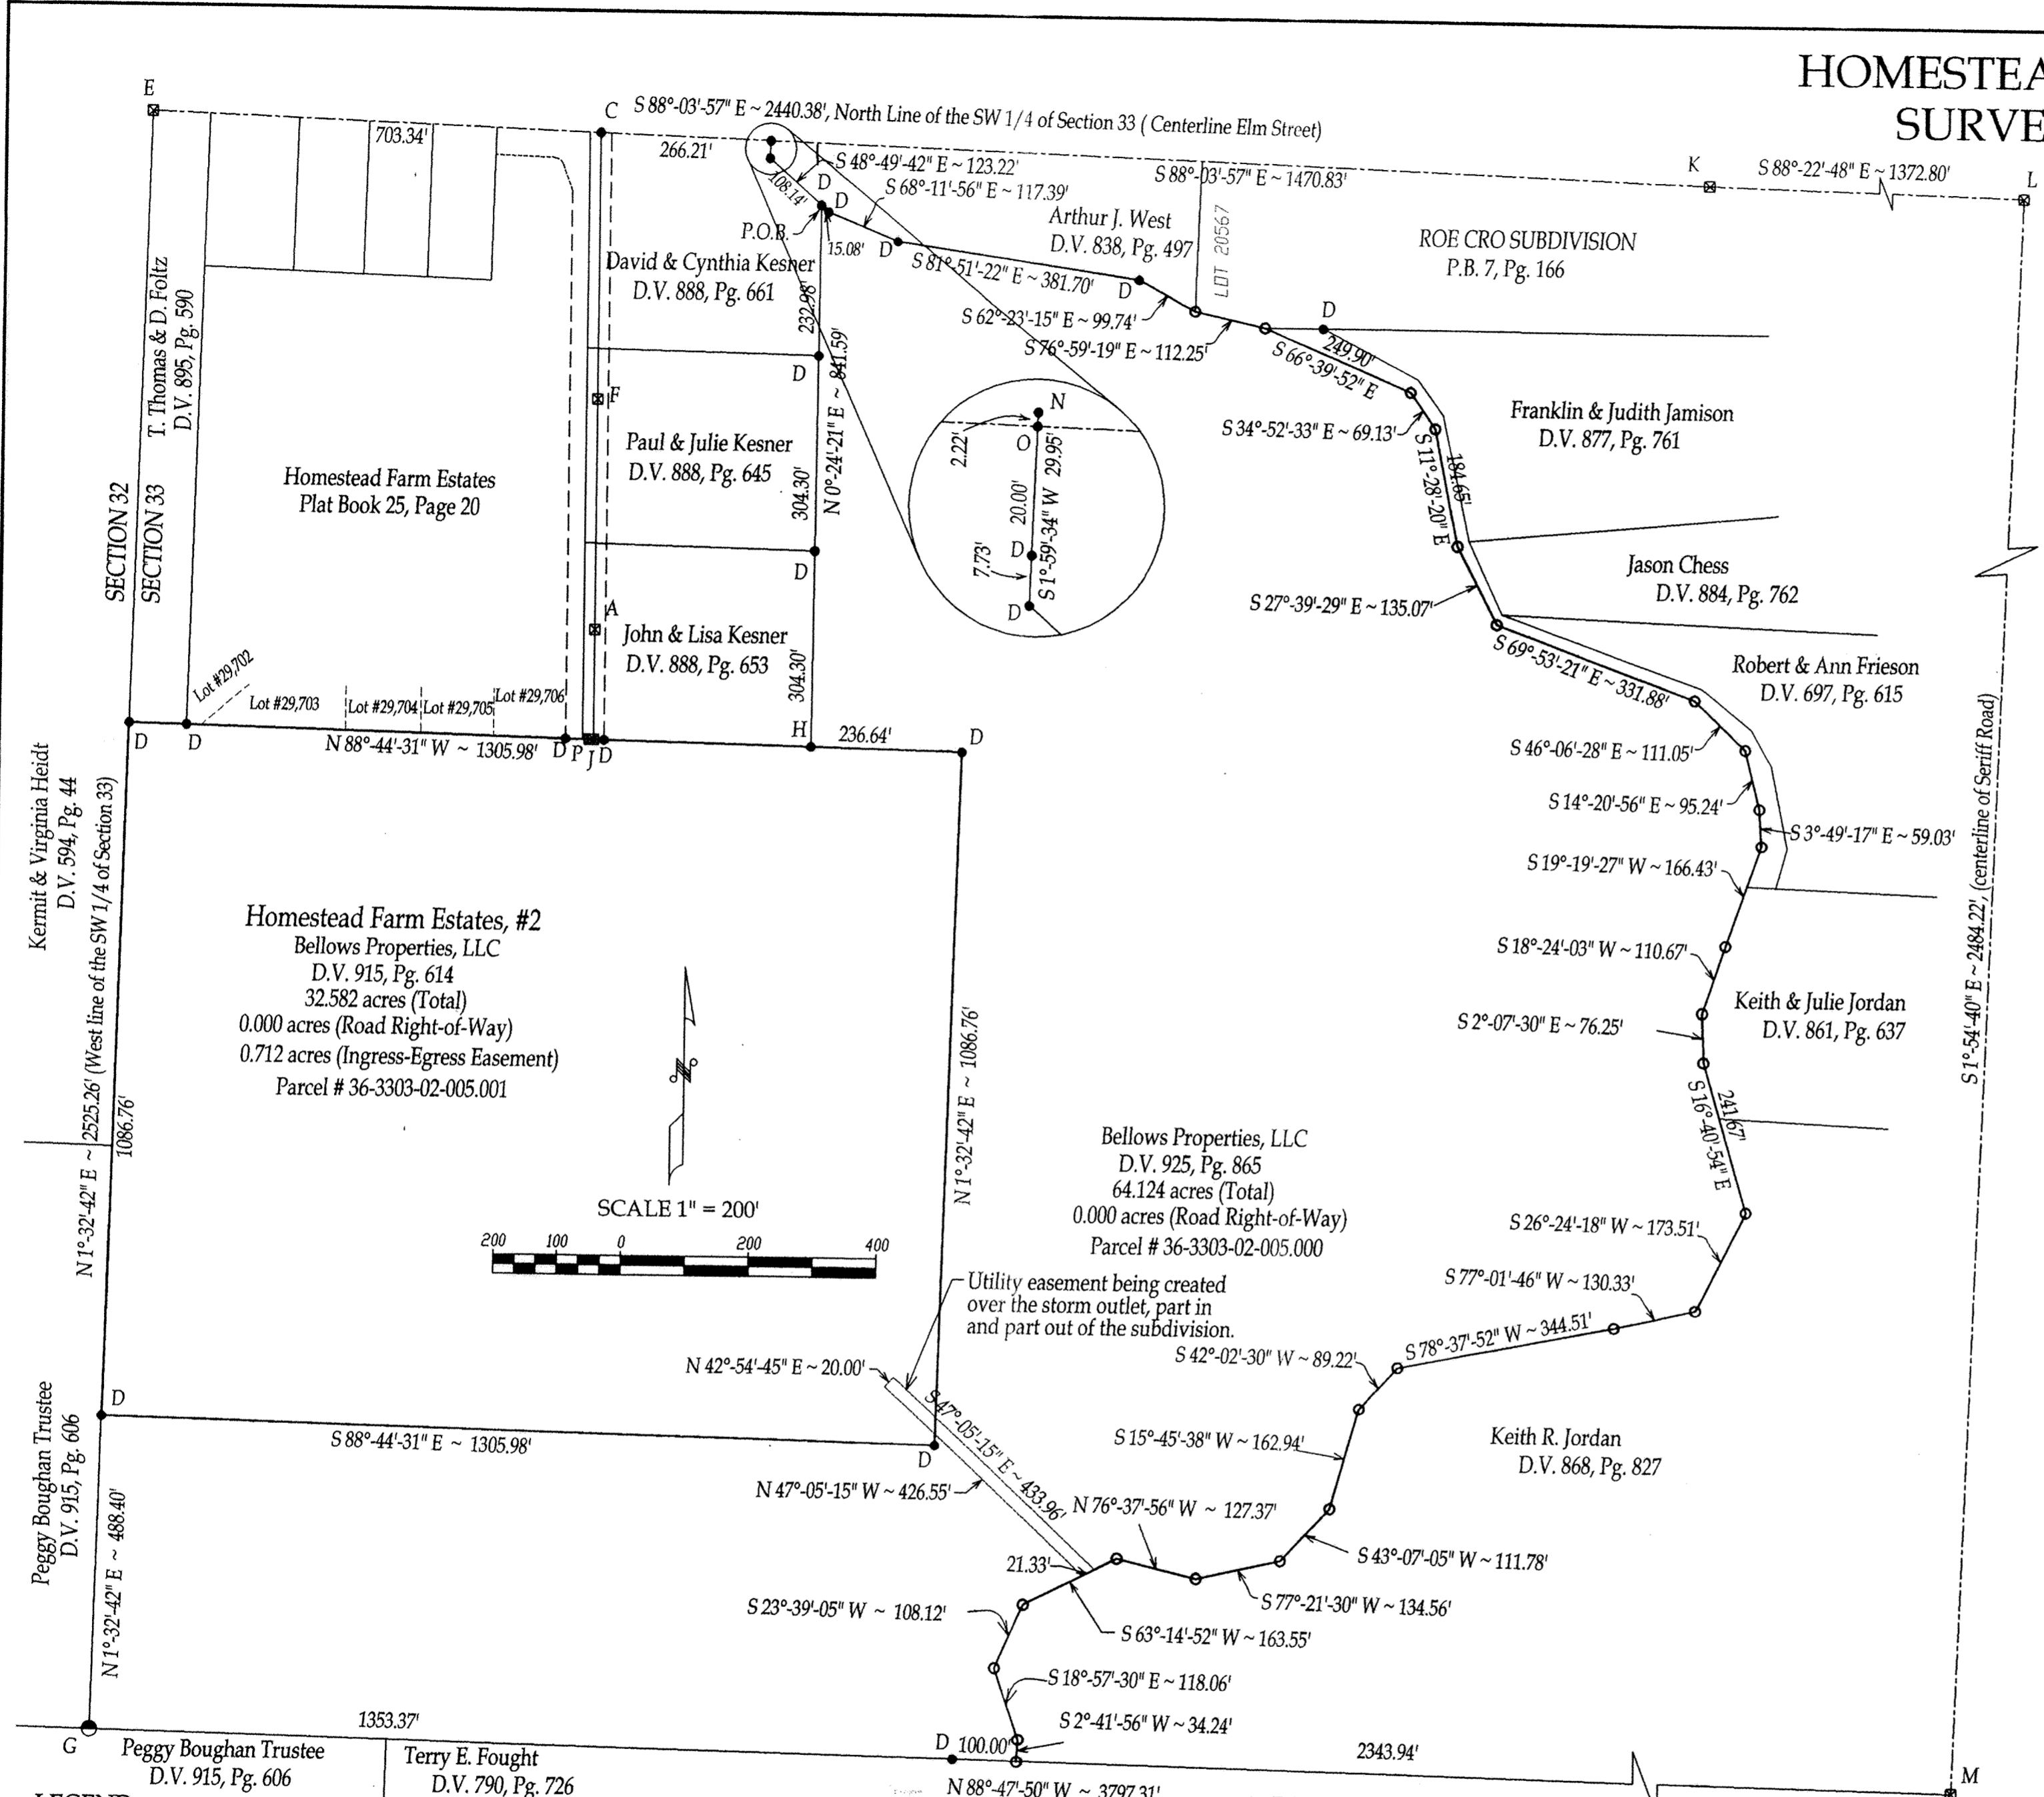 HOMESTEA
SURVE
E
C
S 88°-03'-57" E ~ 2440.38', North Line of the SW 1/4 of Section 33 ( Centerline Elm Street)
703.34'
266.21'
S 48°-49'-42" E ~ 123.22'
108.14'
D
D
S 68°-11'-56" E ~ 117.39'
S 88°-03'-57" E ~ 1470.83'
K
S 88°-22'-48" E ~ 1372.80'
L
P.O.B.
15.08'
D
Arthur J. West
D.V. 838, Pg. 497
LOT 20567
ROE CRO SUBDIVISION
P.B. 7, Pg. 166
S 81°-51'-22" E ~ 381.70'
D
D
S 62°-23'-15" E ~ 99.74'
S 76°-59'-19" E ~ 112.25'
249.90'
S 66°-39'-52" E
David & Cynthia Kesner
D.V. 888, Pg. 661
232.98'
D
N 0°-24'-21" E ~ 841.59'
T. Thomas & D. Foltz
D.V. 895, Pg. 590
SECTION 32
SECTION 33
Homestead Farm Estates
Plat Book 25, Page 20
F
Paul & Julie Kesner
D.V. 888, Pg. 645
304.30'
D
A
John & Lisa Kesner
D.V. 888, Pg. 653
304.30'
N
2.22'
O
20.00'
S 1°-59'-34" W 29.95'
D
7.73'
D
S 34°-52'-33" E ~ 69.13'
Franklin & Judith Jamison
D.V. 877, Pg. 761
184.65'
S 11°-28'-20" E
Jason Chess
D.V. 884, Pg. 762
S 27°-39'-29" E ~ 135.07'
S 69°-53'-21" E ~ 331.88'
Robert & Ann Frieson
D.V. 697, Pg. 615
Lot #29,702
Lot #29,703
Lot #29,704
Lot #29,705
Lot #29,706
D
D
N 88°-44'-31" W ~ 1305.98'
D
P
J
D
H
236.64'
D
S 46°-06'-28" E ~ 111.05'
S 14°-20'-56" E ~ 95.24'
S 3°-49'-17" E ~ 59.03'
S 19°-19'-27" W ~ 166.43'
S 18°-24'-03" W ~ 110.67'
S 2°-07'-30" E ~ 76.25'
Keith & Julie Jordan
D.V. 861, Pg. 637
S 1°-54'-40" E ~ 2484.22', (centerline of Seriff Road)
Kermit & Virginia Heidt
D.V. 594, Pg. 44
N 1°-32'-42" E ~ 2525.26' (West line of the SW 1/4 of Section 33)
1086.76'
Homestead Farm Estates, #2
Bellows Properties, LLC
D.V. 915, Pg. 614
32.582 acres (Total)
0.000 acres (Road Right-of-Way)
0.712 acres (Ingress-Egress Easement)
Parcel # 36-3303-02-005.001
N
N 1°-32'-42" E ~ 1086.76'
SCALE 1" = 200'
200 100 0 200 400
Bellows Properties, LLC
D.V. 925, Pg. 865
64.124 acres (Total)
0.000 acres (Road Right-of-Way)
Parcel # 36-3303-02-005.000
241.67'
S 16°-40'-54" E
S 26°-24'-18" W ~ 173.51'
S 77°-01'-46" W ~ 130.33'
S 78°-37'-52" W ~ 344.51'
Utility easement being created
over the storm outlet, part in
and part out of the subdivision.
N 42°-54'-45" E ~ 20.00'
S 42°-02'-30" W ~ 89.22'
D
S 88°-44'-31" E ~ 1305.98'
D
S 47°-05'-15" E ~ 433.96'
N 47°-05'-15" W ~ 426.55'
S 15°-45'-38" W ~ 162.94'
Keith R. Jordan
D.V. 868, Pg. 827
Peggy Boughan Trustee
D.V. 915, Pg. 606
N 1°-32'-42" E ~ 488.40'
N 76°-37'-56" W ~ 127.37'
S 43°-07'-05" W ~ 111.78'
21.33'
S 77°-21'-30" W ~ 134.56'
S 23°-39'-05" W ~ 108.12'
S 63°-14'-52" W ~ 163.55'
S 18°-57'-30" E ~ 118.06'
S 2°-41'-56" W ~ 34.24'
G
1353.37'
D
100.00'
2343.94'
M
Peggy Boughan Trustee
D.V. 915, Pg. 606
Terry E. Fought
D.V. 790, Pg. 726
N 88°-47'-50" W ~ 3797.31'
LEGEND